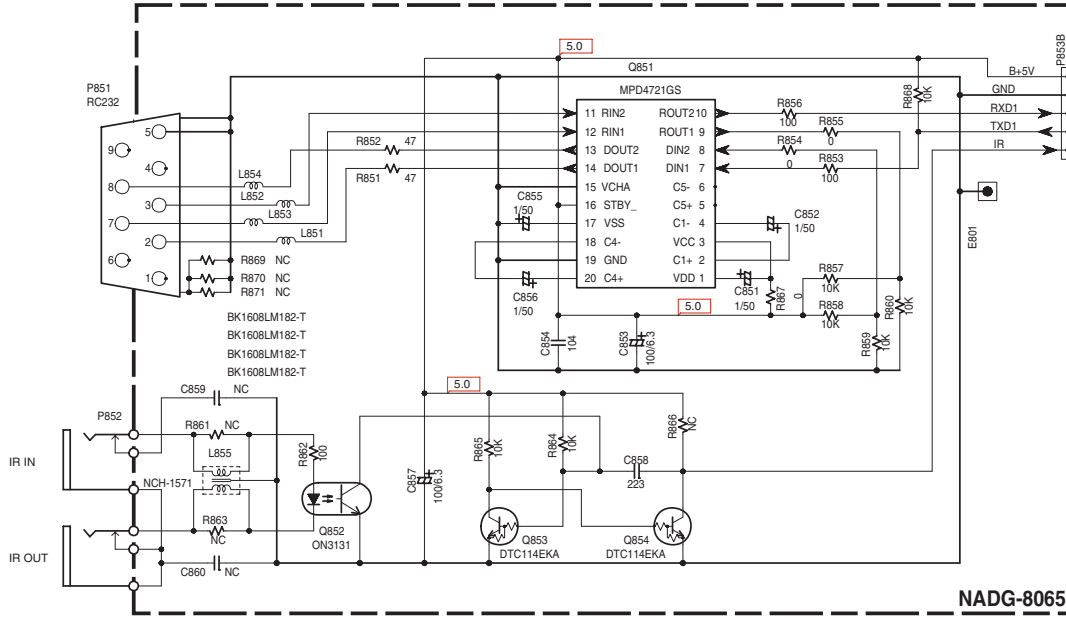 5.0
P853B
Q851
B+5V
P851
RC232
MPD4721GS
R868
10K
GND
11 RIN2
ROUT2 10
R856
100
RXD1
5
12 RIN1
ROUT1 9
R855
0
TXD1
9
R852 47
13 DOUT2
DIN2 8
R854
0
IR
4
R851 47
14 DOUT1
DIN1 7
R853
100
8
L854
15 VCHA
C5- 6
3
L852
C855
1/50
16 STBY_
C5+ 5
7
L853
17 VSS
C1- 4
C852
1/50
E801
2
L851
18 C4-
VCC 3
6
R869 NC
19 GND
C1+ 2
1
R870 NC
20 C4+
VDD 1
R871 NC
C856
1/50
C851
1/50
R867
0
R857
10K
R858
10K
R860
10K
5.0
BK1608LM182-T
BK1608LM182-T
BK1608LM182-T
BK1608LM182-T
C854
104
C853
100/6.3
R859
10K
5.0
C859 NC
P852
R861 NC
L855
R862
100
R865
10K
R864
10K
R866
NC
IR IN
NCH-1571
C857
100/6.3
C858
223
R863
NC
Q852
ON3131
Q853
DTC114EKA
Q854
DTC114EKA
IR OUT
C860 NC
NADG-8065